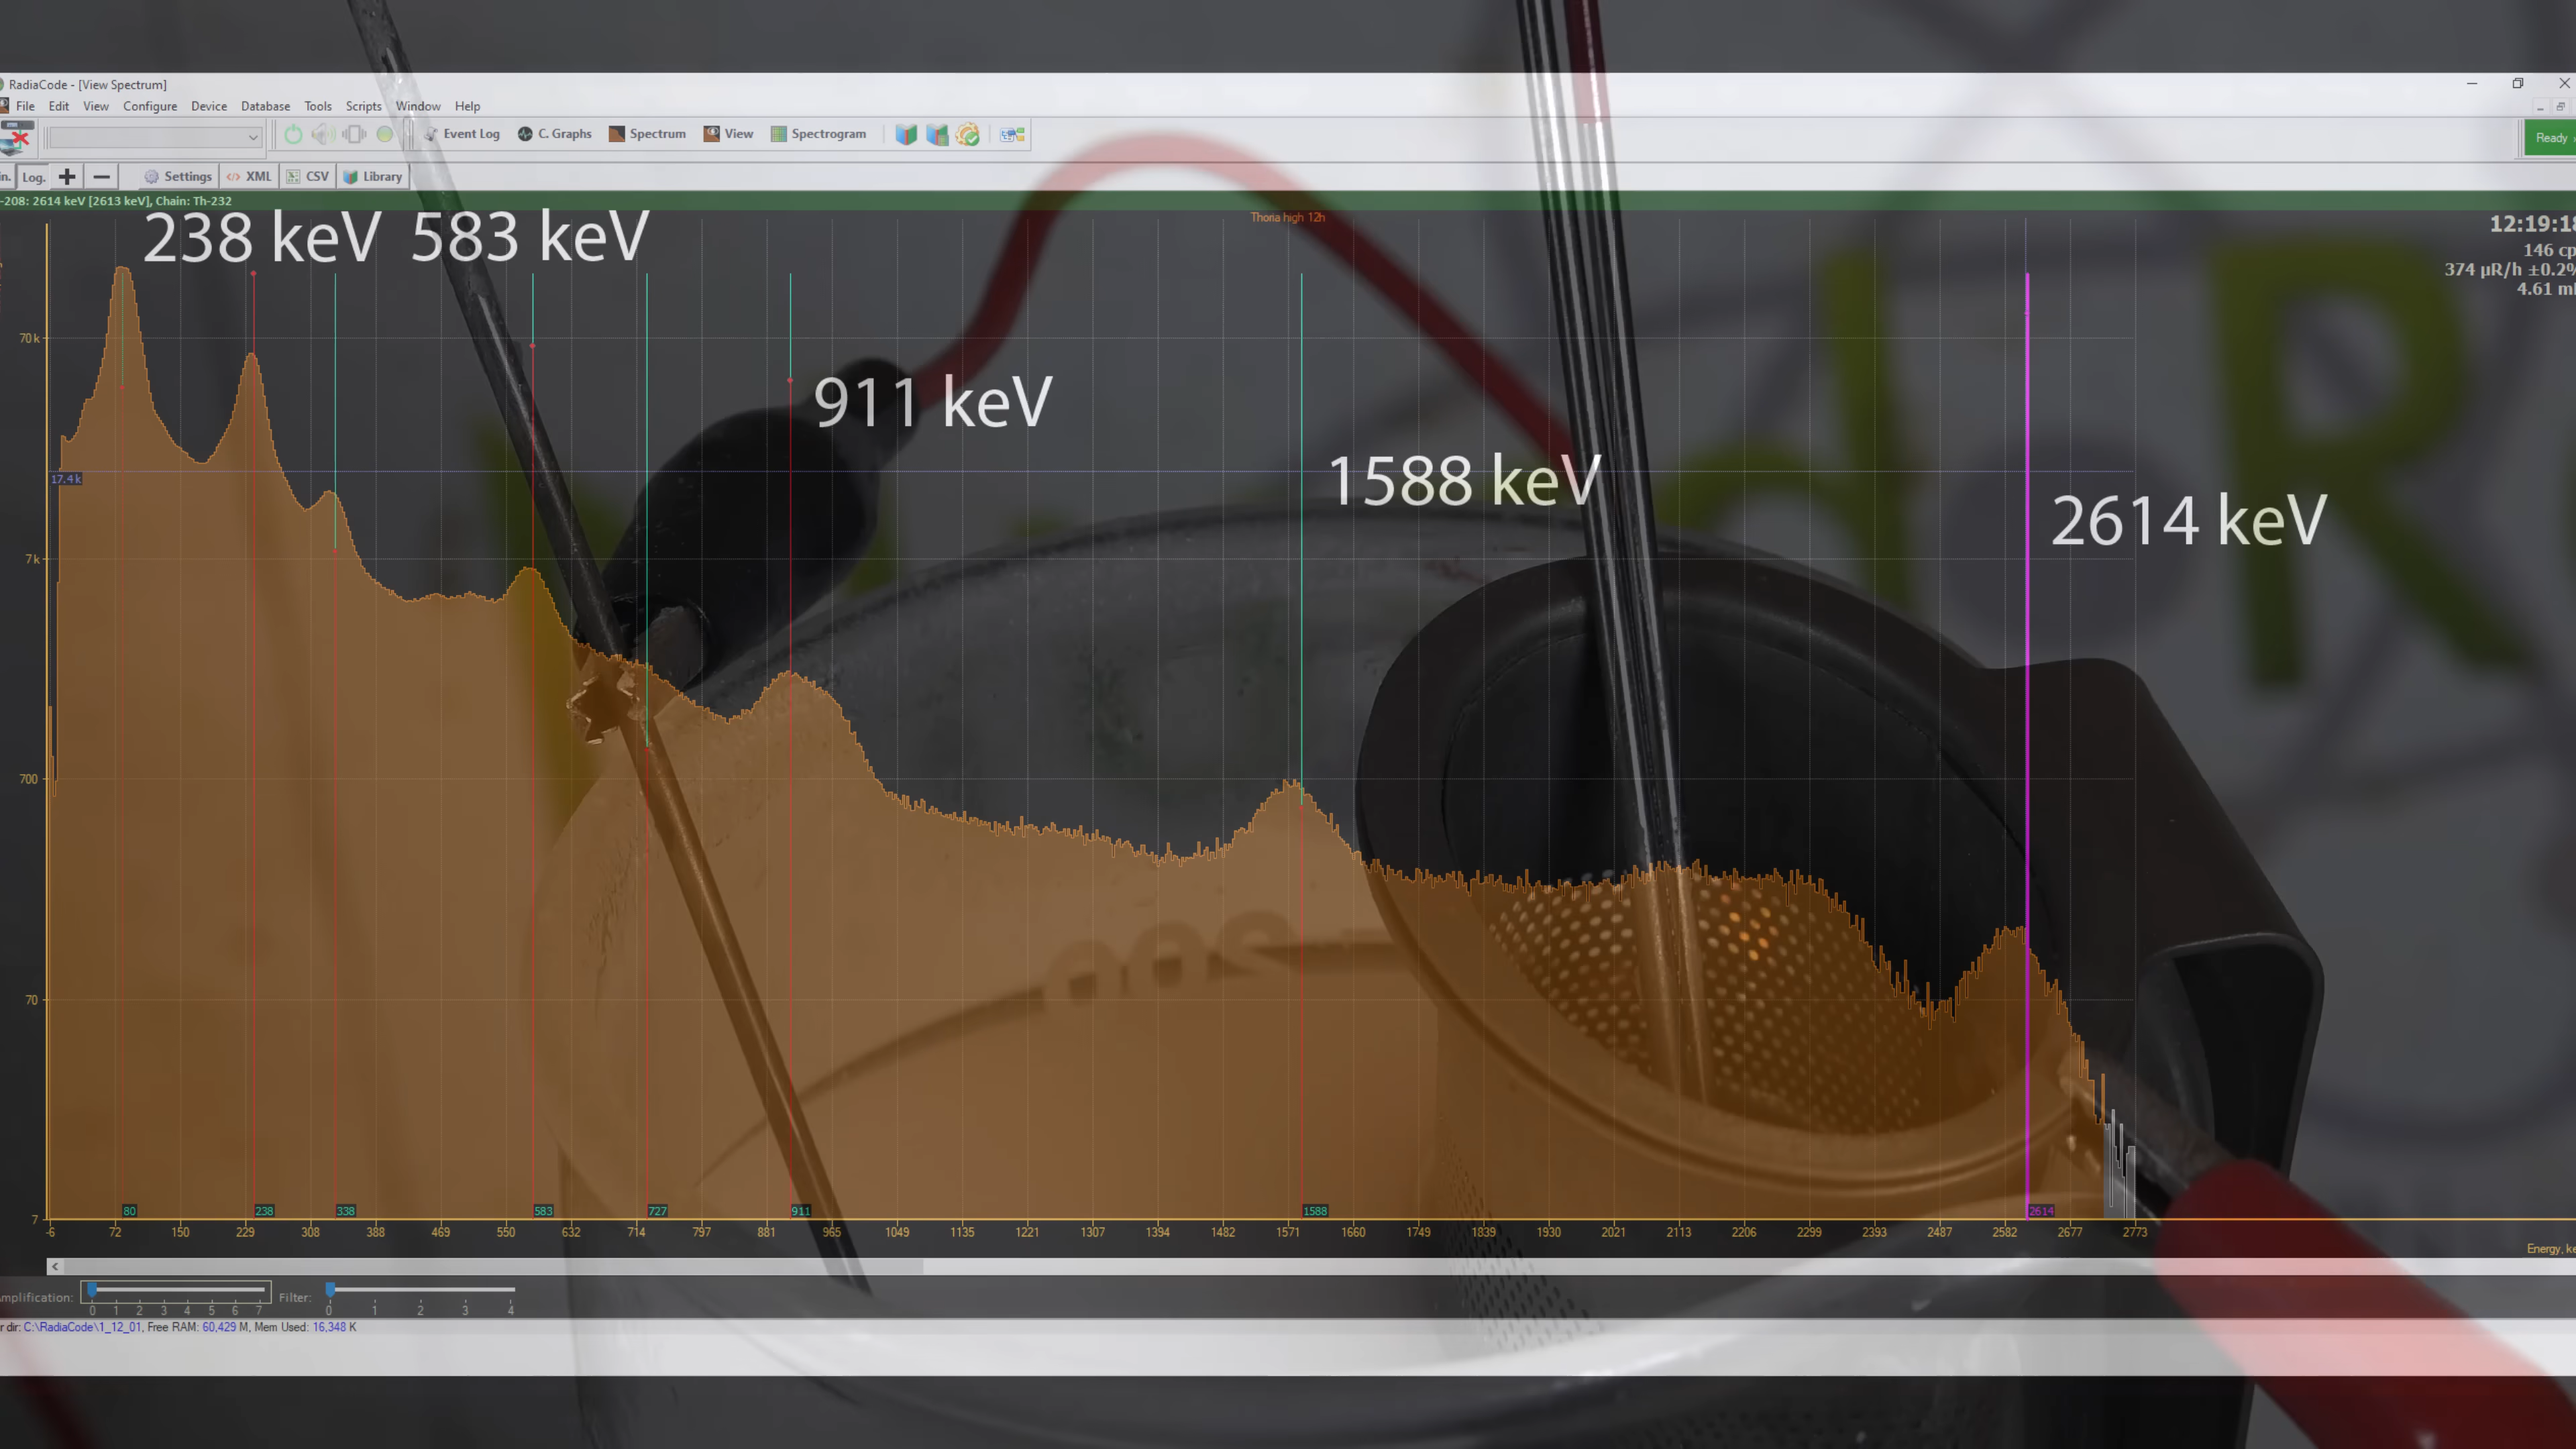 RadiaCode - [View Spectrum]
File Edit View Configure Device Database Tools Scripts Window Help
Event Log C. Graphs Spectrum View Spectrogram
Ready
Log. + − Settings XML CSV Library
-208: 2614 keV [2613 keV], Chain: Th-232
238 keV 583 keV
Thoria high 12h
12:19:18
146 cp
374 µR/h ±0.2%
4.61 m
70 k
911 keV
1588 keV
17.4k
2614 keV
7 k
700
70
7
80 238 338 583 727 911 1588 2614
-6 72 150 229 308 388 469 550 632 714 797 881 965 1049 1135 1221 1307 1394 1482 1571 1660 1749 1839 1930 2021 2113 2206 2299 2393 2487 2582 2677 2773
Energy, ke
mplification: Filter:
0 1 2 3 4 5 6 7 0 1 2 3 4
r dir: C:\RadiaCode\1_12_01, Free RAM: 60,429 M, Mem Used: 16,348 K
200